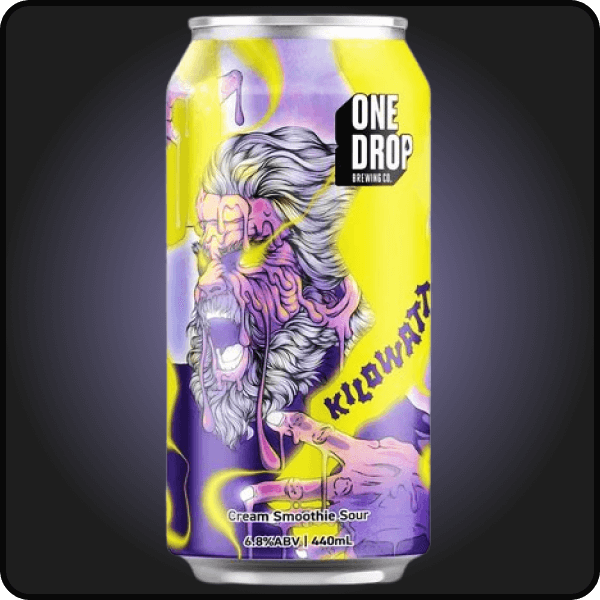 ONE
DROP
BREWING CO.
KILOWATT
Cream Smoothie Sour
6.8%ABV | 440mL